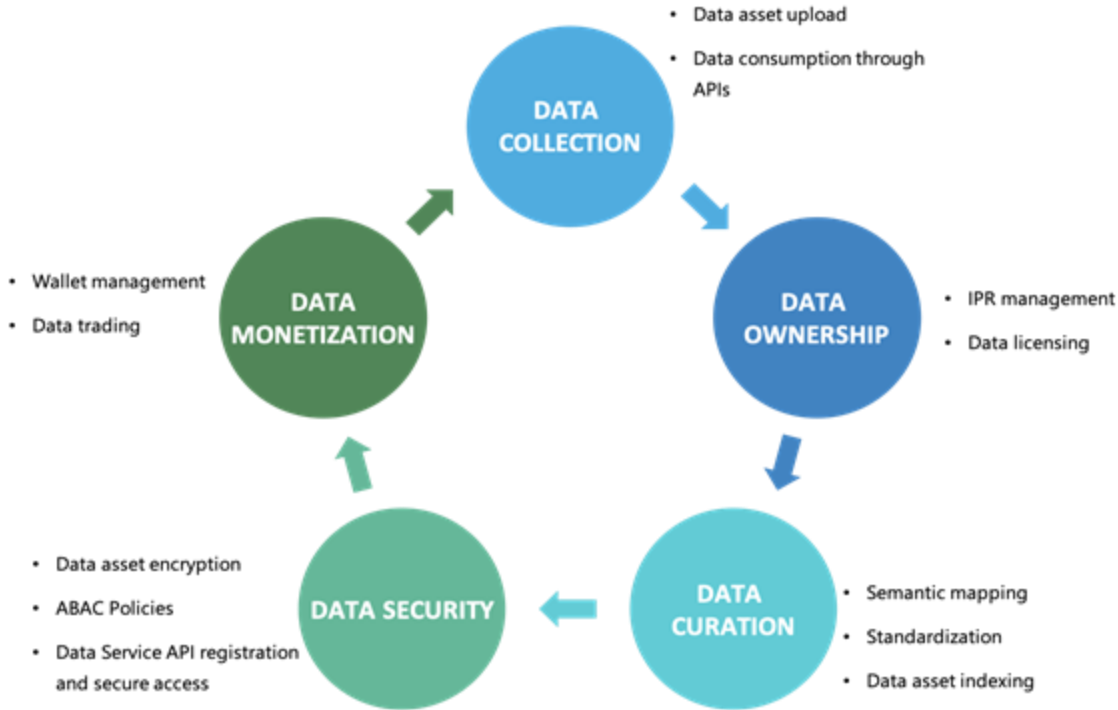 • Data asset upload
• Data consumption through
APIs
DATA
COLLECTION
DATA
OWNERSHIP
• IPR management
• Data licensing
DATA
CURATION
• Semantic mapping
• Standardization
• Data asset indexing
DATA SECURITY
• Data asset encryption
• ABAC Policies
• Data Service API registration
and secure access
DATA
MONETIZATION
• Wallet management
• Data trading